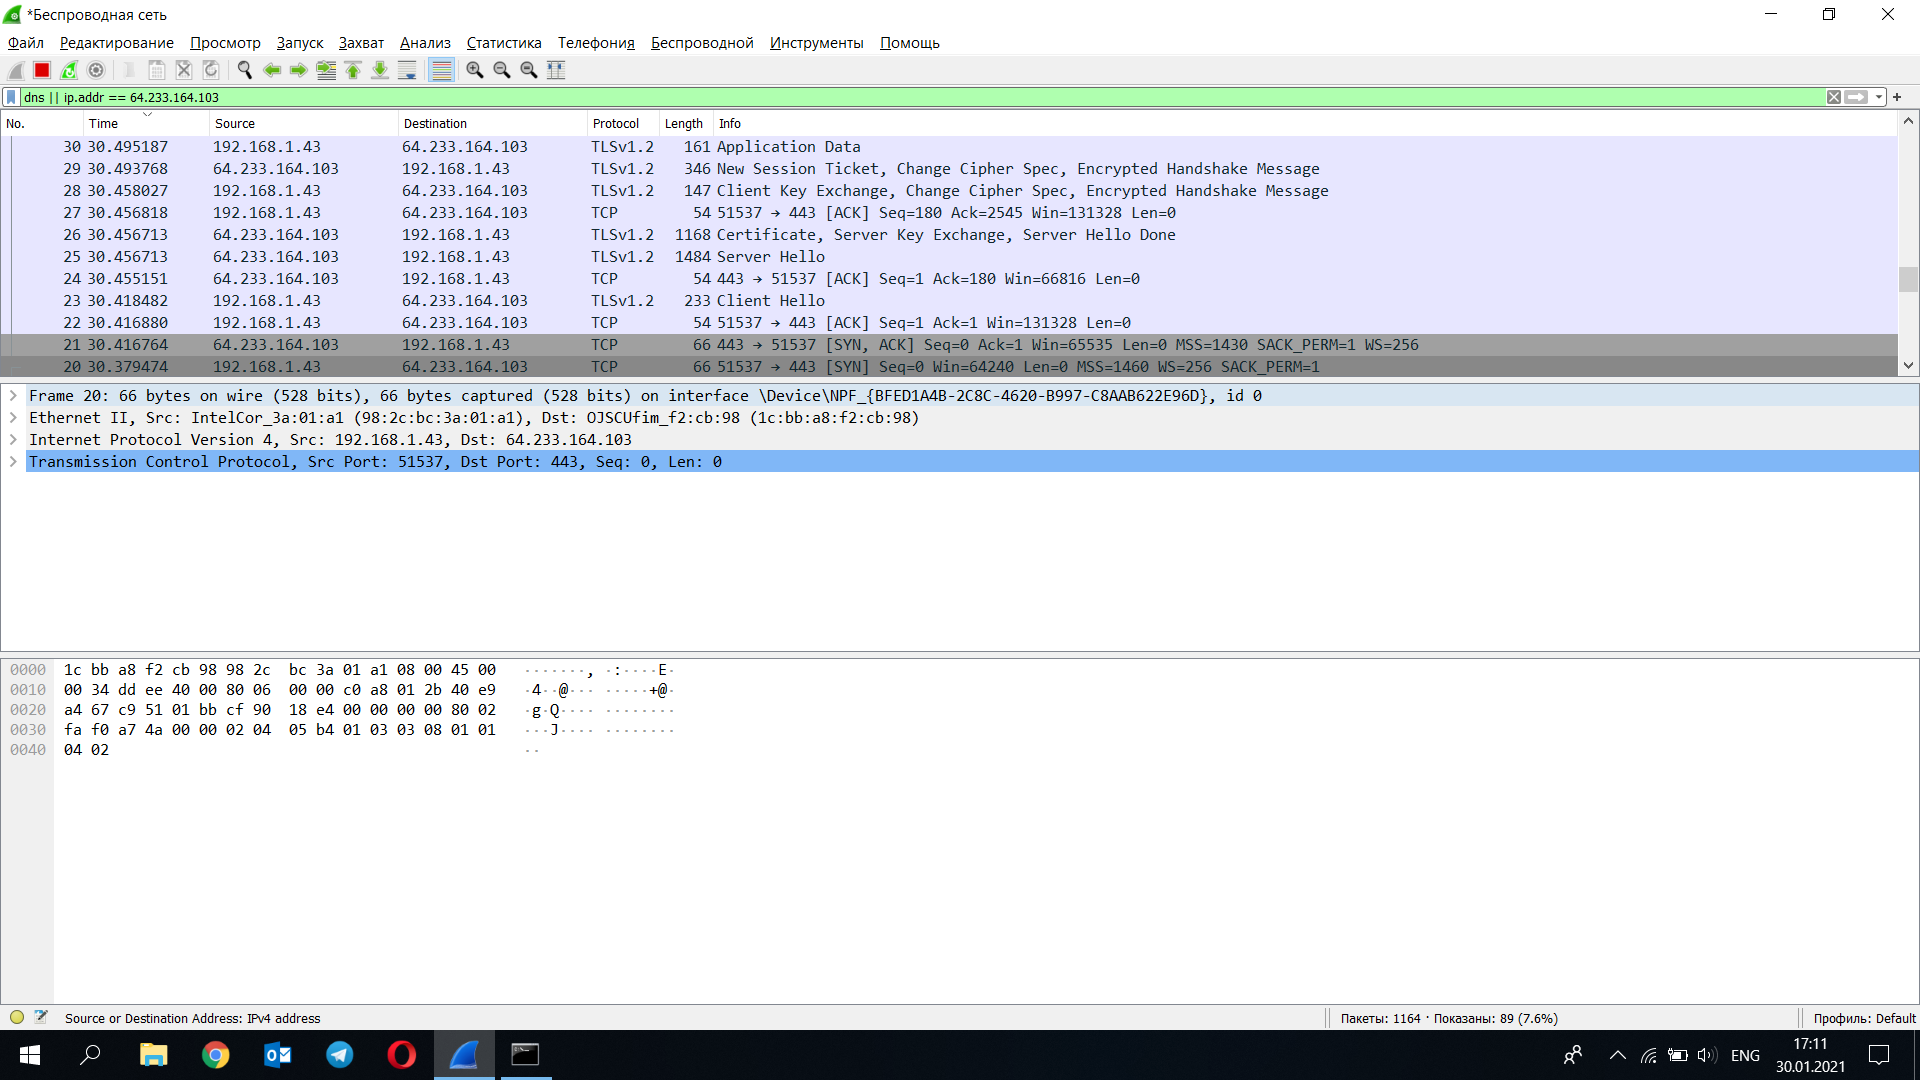 *Беспроводная сеть
Файл Редактирование Просмотр Запуск Захват Анализ Статистика Телефония Беспроводной Инструменты Помощь
dns || ip.addr == 64.233.164.103
No. Time Source Destination Protocol Length Info
30 30.495187 192.168.1.43 64.233.164.103 TLSv1.2 161 Application Data
29 30.493768 64.233.164.103 192.168.1.43 TLSv1.2 346 New Session Ticket, Change Cipher Spec, Encrypted Handshake Message
28 30.458027 192.168.1.43 64.233.164.103 TLSv1.2 147 Client Key Exchange, Change Cipher Spec, Encrypted Handshake Message
27 30.456818 192.168.1.43 64.233.164.103 TCP 54 51537 → 443 [ACK] Seq=180 Ack=2545 Win=131328 Len=0
26 30.456713 64.233.164.103 192.168.1.43 TLSv1.2 1168 Certificate, Server Key Exchange, Server Hello Done
25 30.456713 64.233.164.103 192.168.1.43 TLSv1.2 1484 Server Hello
24 30.455151 64.233.164.103 192.168.1.43 TCP 54 443 → 51537 [ACK] Seq=1 Ack=180 Win=66816 Len=0
23 30.418482 192.168.1.43 64.233.164.103 TLSv1.2 233 Client Hello
22 30.416880 192.168.1.43 64.233.164.103 TCP 54 51537 → 443 [ACK] Seq=1 Ack=1 Win=131328 Len=0
21 30.416764 64.233.164.103 192.168.1.43 TCP 66 443 → 51537 [SYN, ACK] Seq=0 Ack=1 Win=65535 Len=0 MSS=1430 SACK_PERM=1 WS=256
20 30.379474 192.168.1.43 64.233.164.103 TCP 66 51537 → 443 [SYN] Seq=0 Win=64240 Len=0 MSS=1460 WS=256 SACK_PERM=1
Frame 20: 66 bytes on wire (528 bits), 66 bytes captured (528 bits) on interface \Device\NPF_{BFED1A4B-2C8C-4620-B997-C8AAB622E96D}, id 0
Ethernet II, Src: IntelCor_3a:01:a1 (98:2c:bc:3a:01:a1), Dst: OJSCUfim_f2:cb:98 (1c:bb:a8:f2:cb:98)
Internet Protocol Version 4, Src: 192.168.1.43, Dst: 64.233.164.103
Transmission Control Protocol, Src Port: 51537, Dst Port: 443, Seq: 0, Len: 0
0000 1c bb a8 f2 cb 98 98 2c bc 3a 01 a1 08 00 45 00 ·······, ·:····E·
0010 00 34 dd ee 40 00 80 06 00 00 c0 a8 01 2b 40 e9 ·4··@··· ·····+@·
0020 a4 67 c9 51 01 bb cf 90 18 e4 00 00 00 00 80 02 ·g·Q···· ········
0030 fa f0 a7 4a 00 00 02 04 05 b4 01 03 03 08 01 01 ···J···· ········
0040 04 02 ··
Source or Destination Address: IPv4 address Пакеты: 1164 · Показаны: 89 (7.6%) Профиль: Default
ENG 17:11
30.01.2021